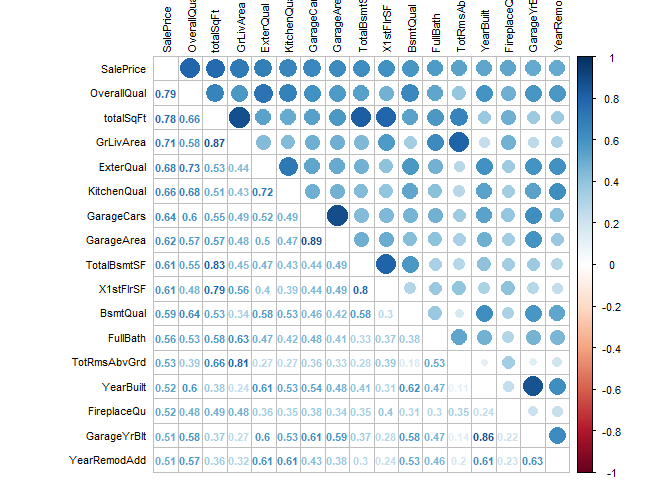 SalePrice OverallQua totalSqFt GrLivArea ExterQual KitchenQua GarageCar GarageArea TotalBsmtS X1stFlrSF BsmtQual FullBath TotRmsAbv YearBuilt FireplaceQ GarageYrB YearRemo
SalePrice 1
OverallQual 0.79 0.8
totalSqFt 0.78 0.66 0.6
GrLivArea 0.71 0.58 0.87
ExterQual 0.68 0.73 0.53 0.44 0.4
KitchenQual 0.66 0.68 0.51 0.43 0.72
GarageCars 0.64 0.6 0.55 0.49 0.52 0.49 0.2
GarageArea 0.62 0.57 0.57 0.48 0.5 0.47 0.89
TotalBsmtSF 0.61 0.55 0.83 0.45 0.47 0.43 0.44 0.49 0
X1stFlrSF 0.61 0.48 0.79 0.56 0.4 0.39 0.44 0.49 0.8 -0.2
BsmtQual 0.59 0.64 0.53 0.34 0.58 0.53 0.46 0.42 0.58 0.3
FullBath 0.56 0.53 0.58 0.63 0.47 0.42 0.48 0.41 0.33 0.37 0.38 -0.4
TotRmsAbvGrd 0.53 0.39 0.66 0.81 0.27 0.27 0.36 0.33 0.28 0.39 0.18 0.53
YearBuilt 0.52 0.6 0.38 0.24 0.61 0.53 0.54 0.48 0.41 0.31 0.62 0.47 0.11 -0.6
FireplaceQu 0.52 0.48 0.49 0.48 0.36 0.35 0.38 0.34 0.35 0.4 0.31 0.3 0.35 0.24
GarageYrBlt 0.51 0.58 0.37 0.27 0.6 0.53 0.61 0.59 0.37 0.28 0.58 0.47 0.14 0.86 0.22 -0.8
YearRemodAdd 0.51 0.57 0.36 0.32 0.61 0.61 0.43 0.38 0.3 0.24 0.53 0.46 0.2 0.61 0.23 0.63
-1